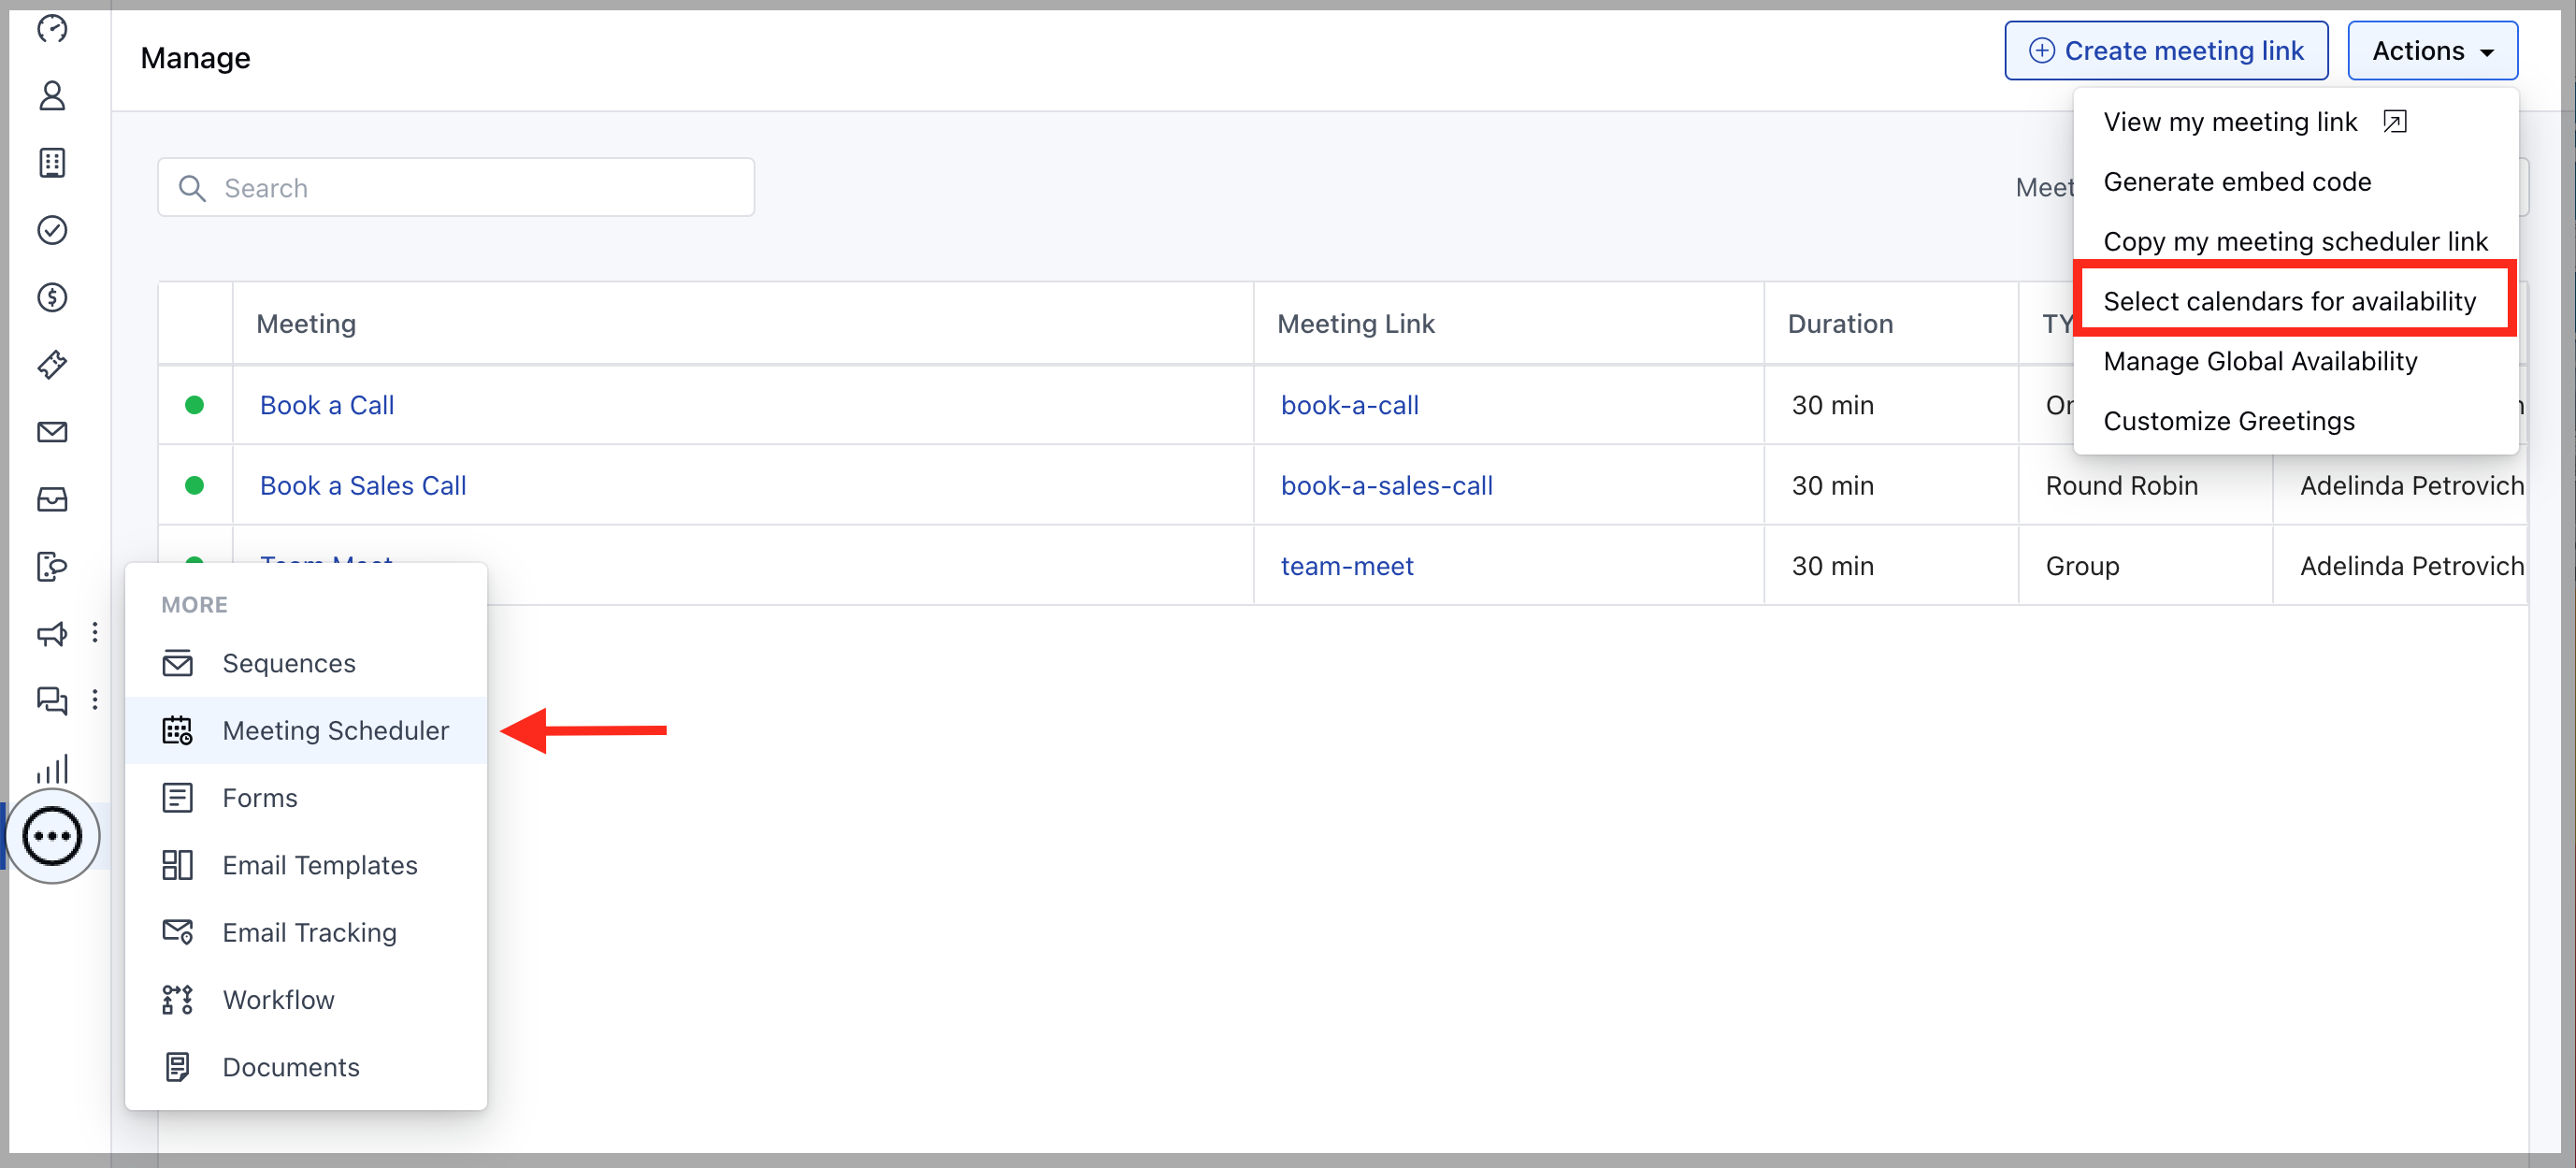 Manage
Create meeting link
Actions
View my meeting link
Generate embed code
Copy my meeting scheduler link
Select calendars for availability
Manage Global Availability
Customize Greetings
Search
Meeting Meeting Link Duration
Book a Call book-a-call 30 min
Book a Sales Call book-a-sales-call 30 min Round Robin Adelinda Petrovich
Team Meet team-meet 30 min Group Adelinda Petrovich
MORE
Sequences
Meeting Scheduler
Forms
Email Templates
Email Tracking
Workflow
Documents